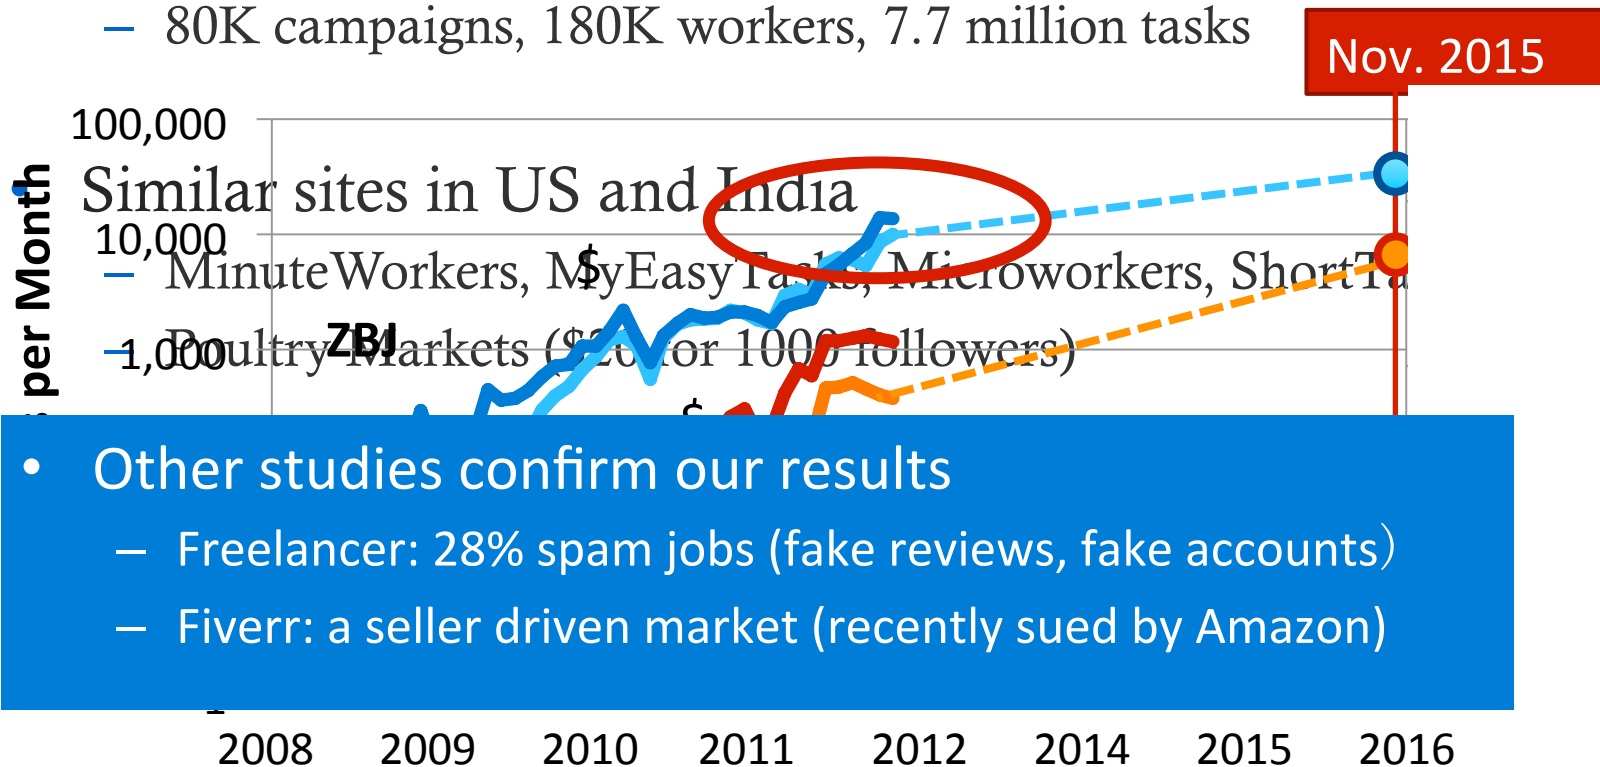 – 80K campaigns, 180K workers, 7.7 million tasks
Nov. 2015
100,000
• Similar sites in US and India
10,000
– MinuteWorkers, MyEasyTasks, Microworkers,
$
ZBJ
– Poultry Markets ($20 for 1000 followers)
1,000
$
per Month
• Other studies confirm our results
– Freelancer: 28% spam jobs (fake reviews, fake accounts）
– Fiverr: a seller driven market (recently sued by Amazon)
2008 2009 2010 2011 2012 2014 2015 2016